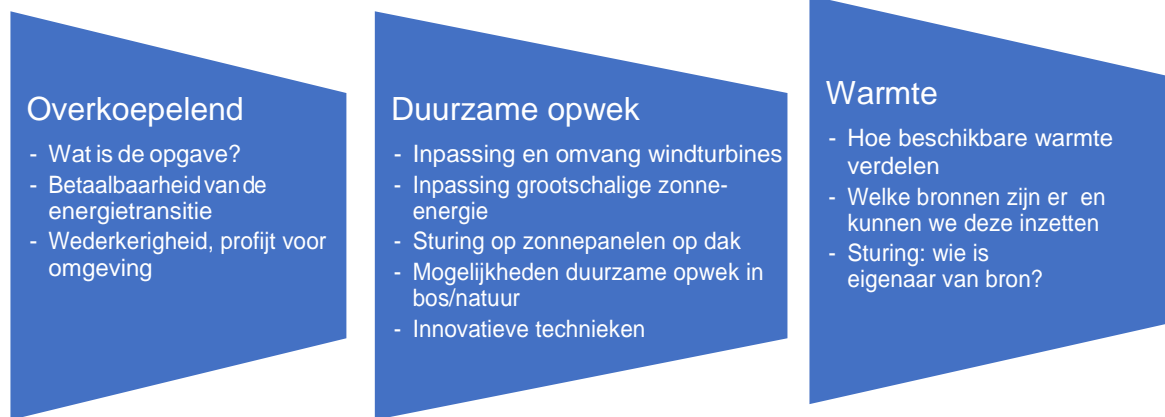 Overkoepelend
- Wat is de opgave?
- Betaalbaarheid van de
energietransitie
- Wederkerigheid, profijt voor
omgeving
Duurzame opwek
- Inpassing en omvang windturbines
- Inpassing grootschalige zonne-
energie
- Sturing op zonnepanelen op dak
- Mogelijkheden duurzame opwek in
bos/natuur
- Innovatieve technieken
Warmte
- Hoe beschikbare warmte
verdelen
- Welke bronnen zijn er en
kunnen we deze inzetten
- Sturing: wie is
eigenaar van bron?